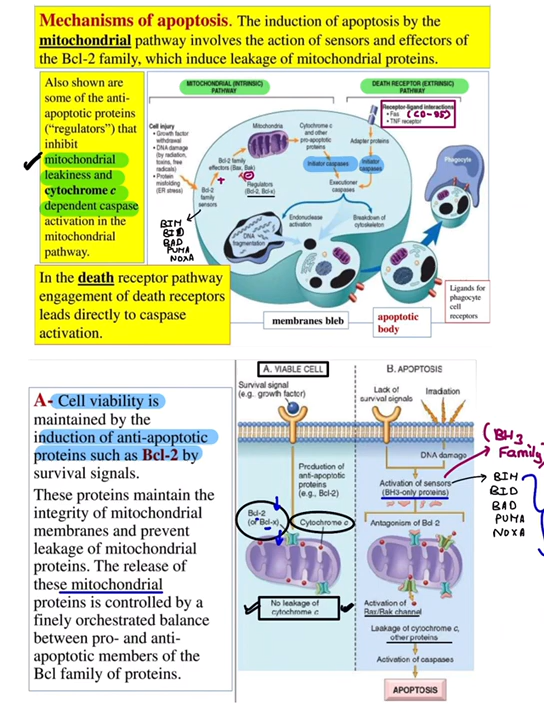 Mechanisms of apoptosis. The induction of apoptosis by the
mitochondrial pathway involves the action of sensors and effectors of
the Bcl-2 family, which induce leakage of mitochondrial proteins.
Also shown are
some of the anti-
apoptotic proteins
("regulators") that
inhibit
mitochondrial
leakiness and
cytochrome c
dependent caspase
activation in the
mitochondrial
pathway.
MITOCHONDRIAL (INTRINSIC)
PATHWAY
DEATH RECEPTOR (EXTRINSIC)
PATHWAY
Receptor-ligand interactions
• Fas (CD-95)
• TNF receptor
Cell injury
• Growth factor
withdrawal
• DNA damage
(by radiation,
toxins, free
radicals)
• Protein
misfolding
(ER stress)
Mitochondria
Cytochrome c
and other
pro-apoptotic
proteins
Adapter proteins
Phagocyte
Bcl-2 family
effectors (Bax, Bak)
Initiator caspases
Initiator
caspases
Bcl-2
family
sensors
Regulators
(Bcl-2, Bcl-x)
Executioner
caspases
Endonuclease
activation
Breakdown of
cytoskeleton
DNA
fragmentation
BIM
BID
BAD
PUMA
NOXA
Ligands for
phagocyte
cell
receptors
membranes bleb
apoptotic
body
In the death receptor pathway
engagement of death receptors
leads directly to caspase
activation.
A- Cell viability is
maintained by the
induction of anti-apoptotic
proteins such as Bcl-2 by
survival signals.
These proteins maintain the
integrity of mitochondrial
membranes and prevent
leakage of mitochondrial
proteins. The release of
these mitochondrial
proteins is controlled by a
finely orchestrated balance
between pro- and anti-
apoptotic members of the
Bcl family of proteins.
A. VIABLE CELL
Survival signal
(e.g. growth factor)
Production of
anti-apoptotic
proteins
(e.g., Bcl-2)
Bcl-2
(or Bcl-x)
Cytochrome c
No leakage of
cytochrome c
B. APOPTOSIS
Lack of
survival signals
Irradiation
DNA damage
Activation of sensors
(BH3-only proteins)
Antagonism of Bcl 2
Activation of
Bax/Bak channel
Leakage of cytochrome c,
other proteins
Activation of caspases
APOPTOSIS
(BH3
Family)
BIM
BID
BAD
PUMA
NOXA